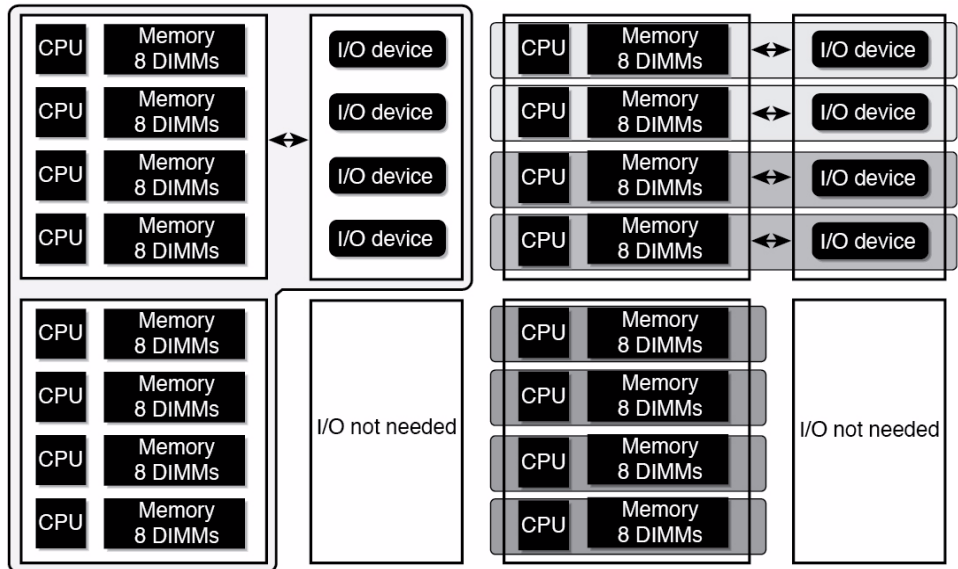 CPU
Memory
8 DIMMs
I/O device
CPU
Memory
8 DIMMs
I/O device
CPU
Memory
8 DIMMs
I/O device
CPU
Memory
8 DIMMs
I/O device
CPU
Memory
8 DIMMs
CPU
Memory
8 DIMMs
CPU
Memory
8 DIMMs
CPU
Memory
8 DIMMs
I/O not needed
CPU
Memory
8 DIMMs
I/O device
CPU
Memory
8 DIMMs
I/O device
CPU
Memory
8 DIMMs
I/O device
CPU
Memory
8 DIMMs
I/O device
CPU
Memory
8 DIMMs
CPU
Memory
8 DIMMs
CPU
Memory
8 DIMMs
CPU
Memory
8 DIMMs
I/O not needed